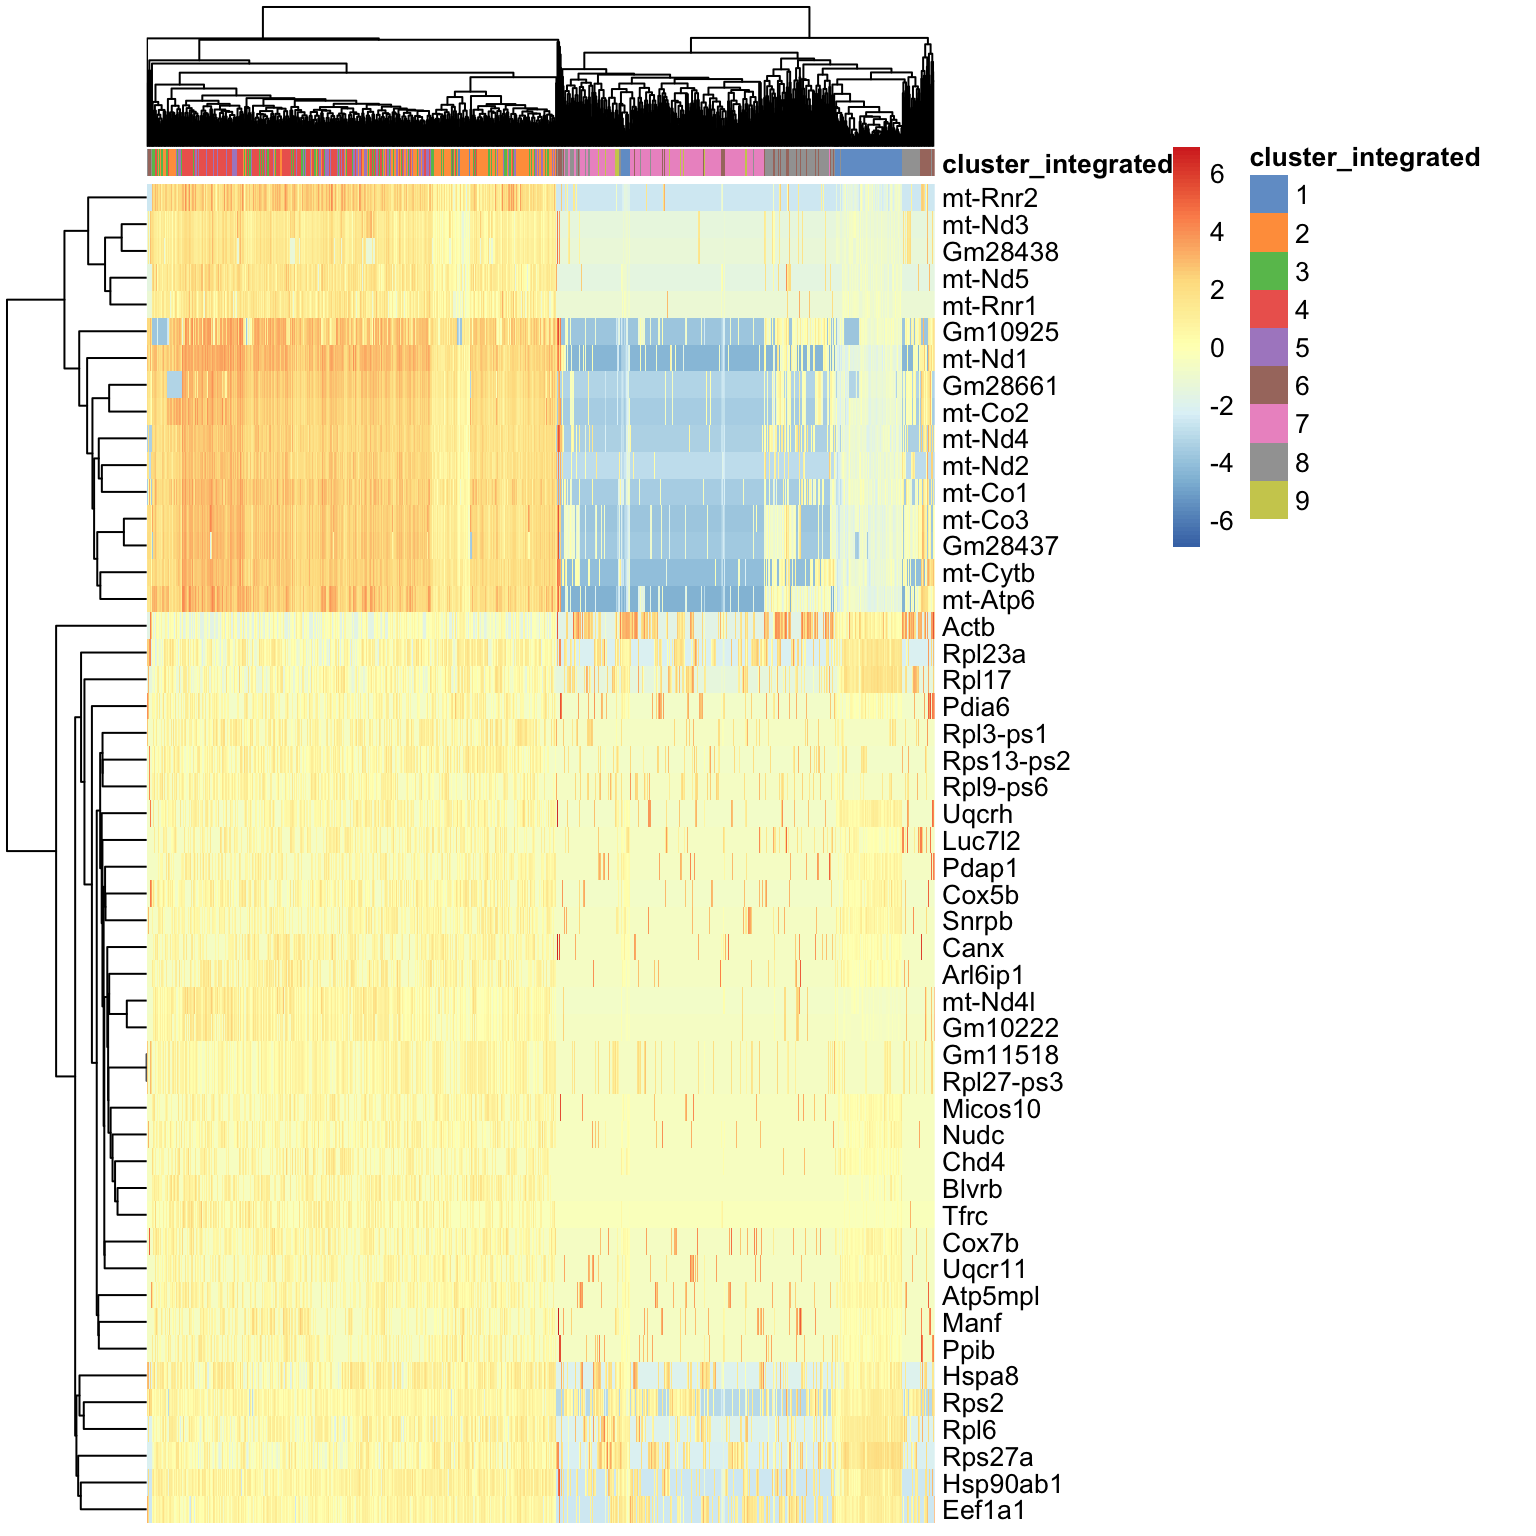 cluster_integrated
mt-Rnr2
mt-Nd3
Gm28438
mt-Nd5
mt-Rnr1
Gm10925
mt-Nd1
Gm28661
mt-Co2
mt-Nd4
mt-Nd2
mt-Co1
mt-Co3
Gm28437
mt-Cytb
mt-Atp6
Actb
Rpl23a
Rpl17
Pdia6
Rpl3-ps1
Rps13-ps2
Rpl9-ps6
Uqcrh
Luc7l2
Pdap1
Cox5b
Snrpb
Canx
Arl6ip1
mt-Nd4l
Gm10222
Gm11518
Rpl27-ps3
Micos10
Nudc
Chd4
Blvrb
Tfrc
Cox7b
Uqcr11
Atp5mpl
Manf
Ppib
Hspa8
Rps2
Rpl6
Rps27a
Hsp90ab1
Eef1a1
6
4
2
0
-2
-4
-6
cluster_integrated
1
2
3
4
5
6
7
8
9